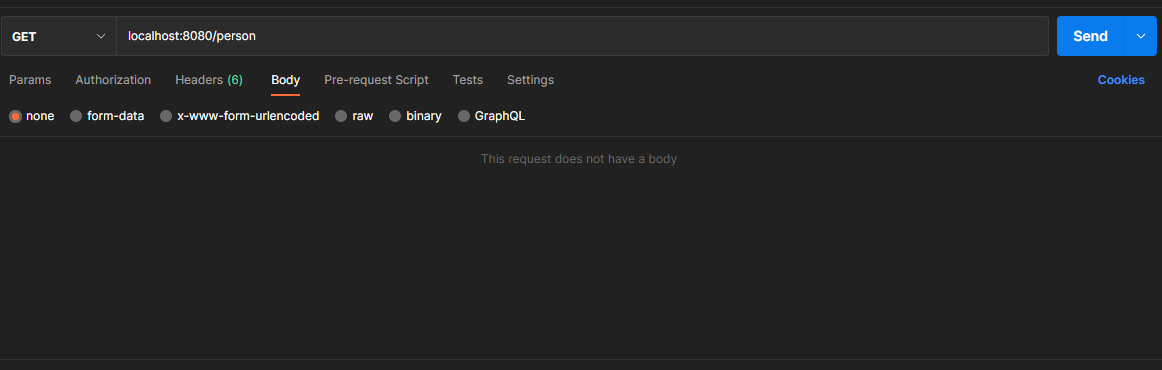 GET localhost:8080/person Send
Params Authorization Headers (6) Body Pre-request Script Tests Settings Cookies
none form-data x-www-form-urlencoded raw binary GraphQL
This request does not have a body